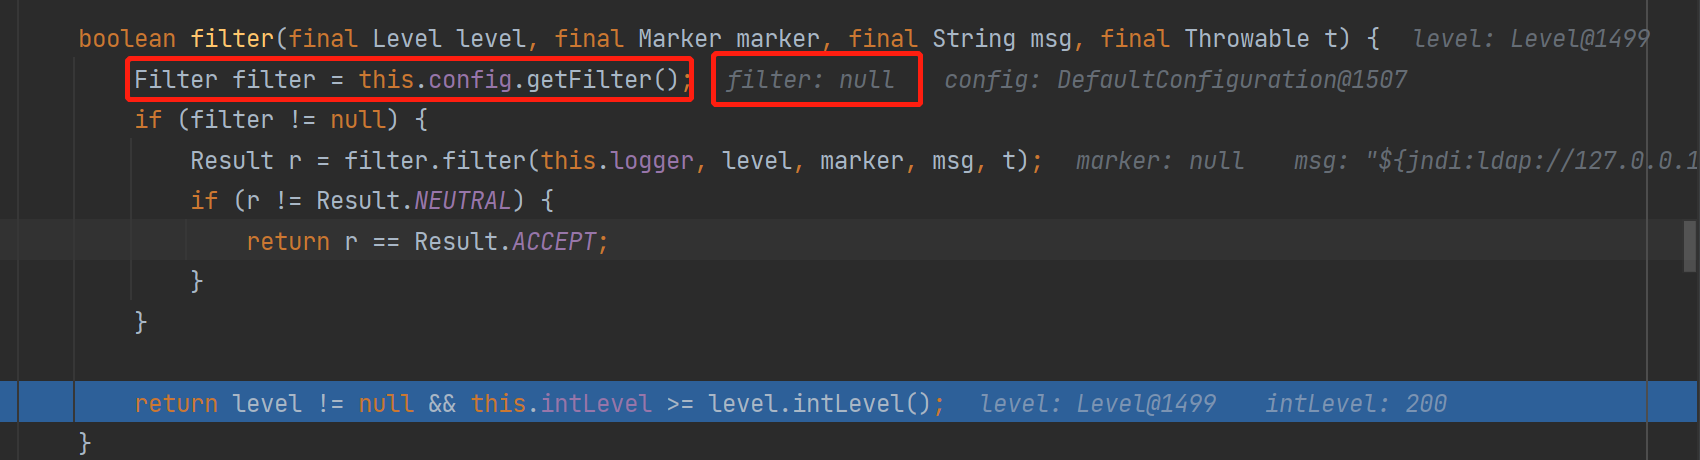 boolean filter(final Level level, final Marker marker, final String msg, final Throwable t) { level: Level@1499
Filter filter = this.config.getFilter(); filter: null config: DefaultConfiguration@1507
if (filter != null) {
Result r = filter.filter(this.logger, level, marker, msg, t); marker: null msg: "${jndi:ldap://127.0.0.1
if (r != Result.NEUTRAL) {
return r == Result.ACCEPT;
}
}
return level != null && this.intLevel >= level.intLevel(); level: Level@1499 intLevel: 200
}